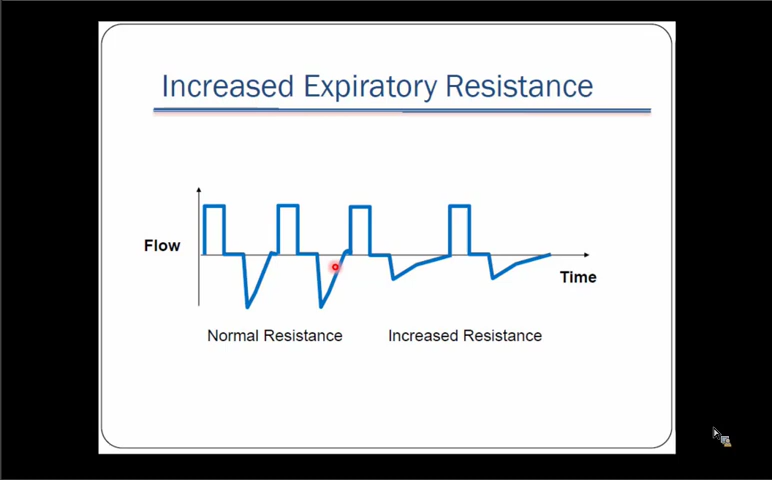 Increased Expiratory Resistance
Flow
Time
Normal Resistance
Increased Resistance